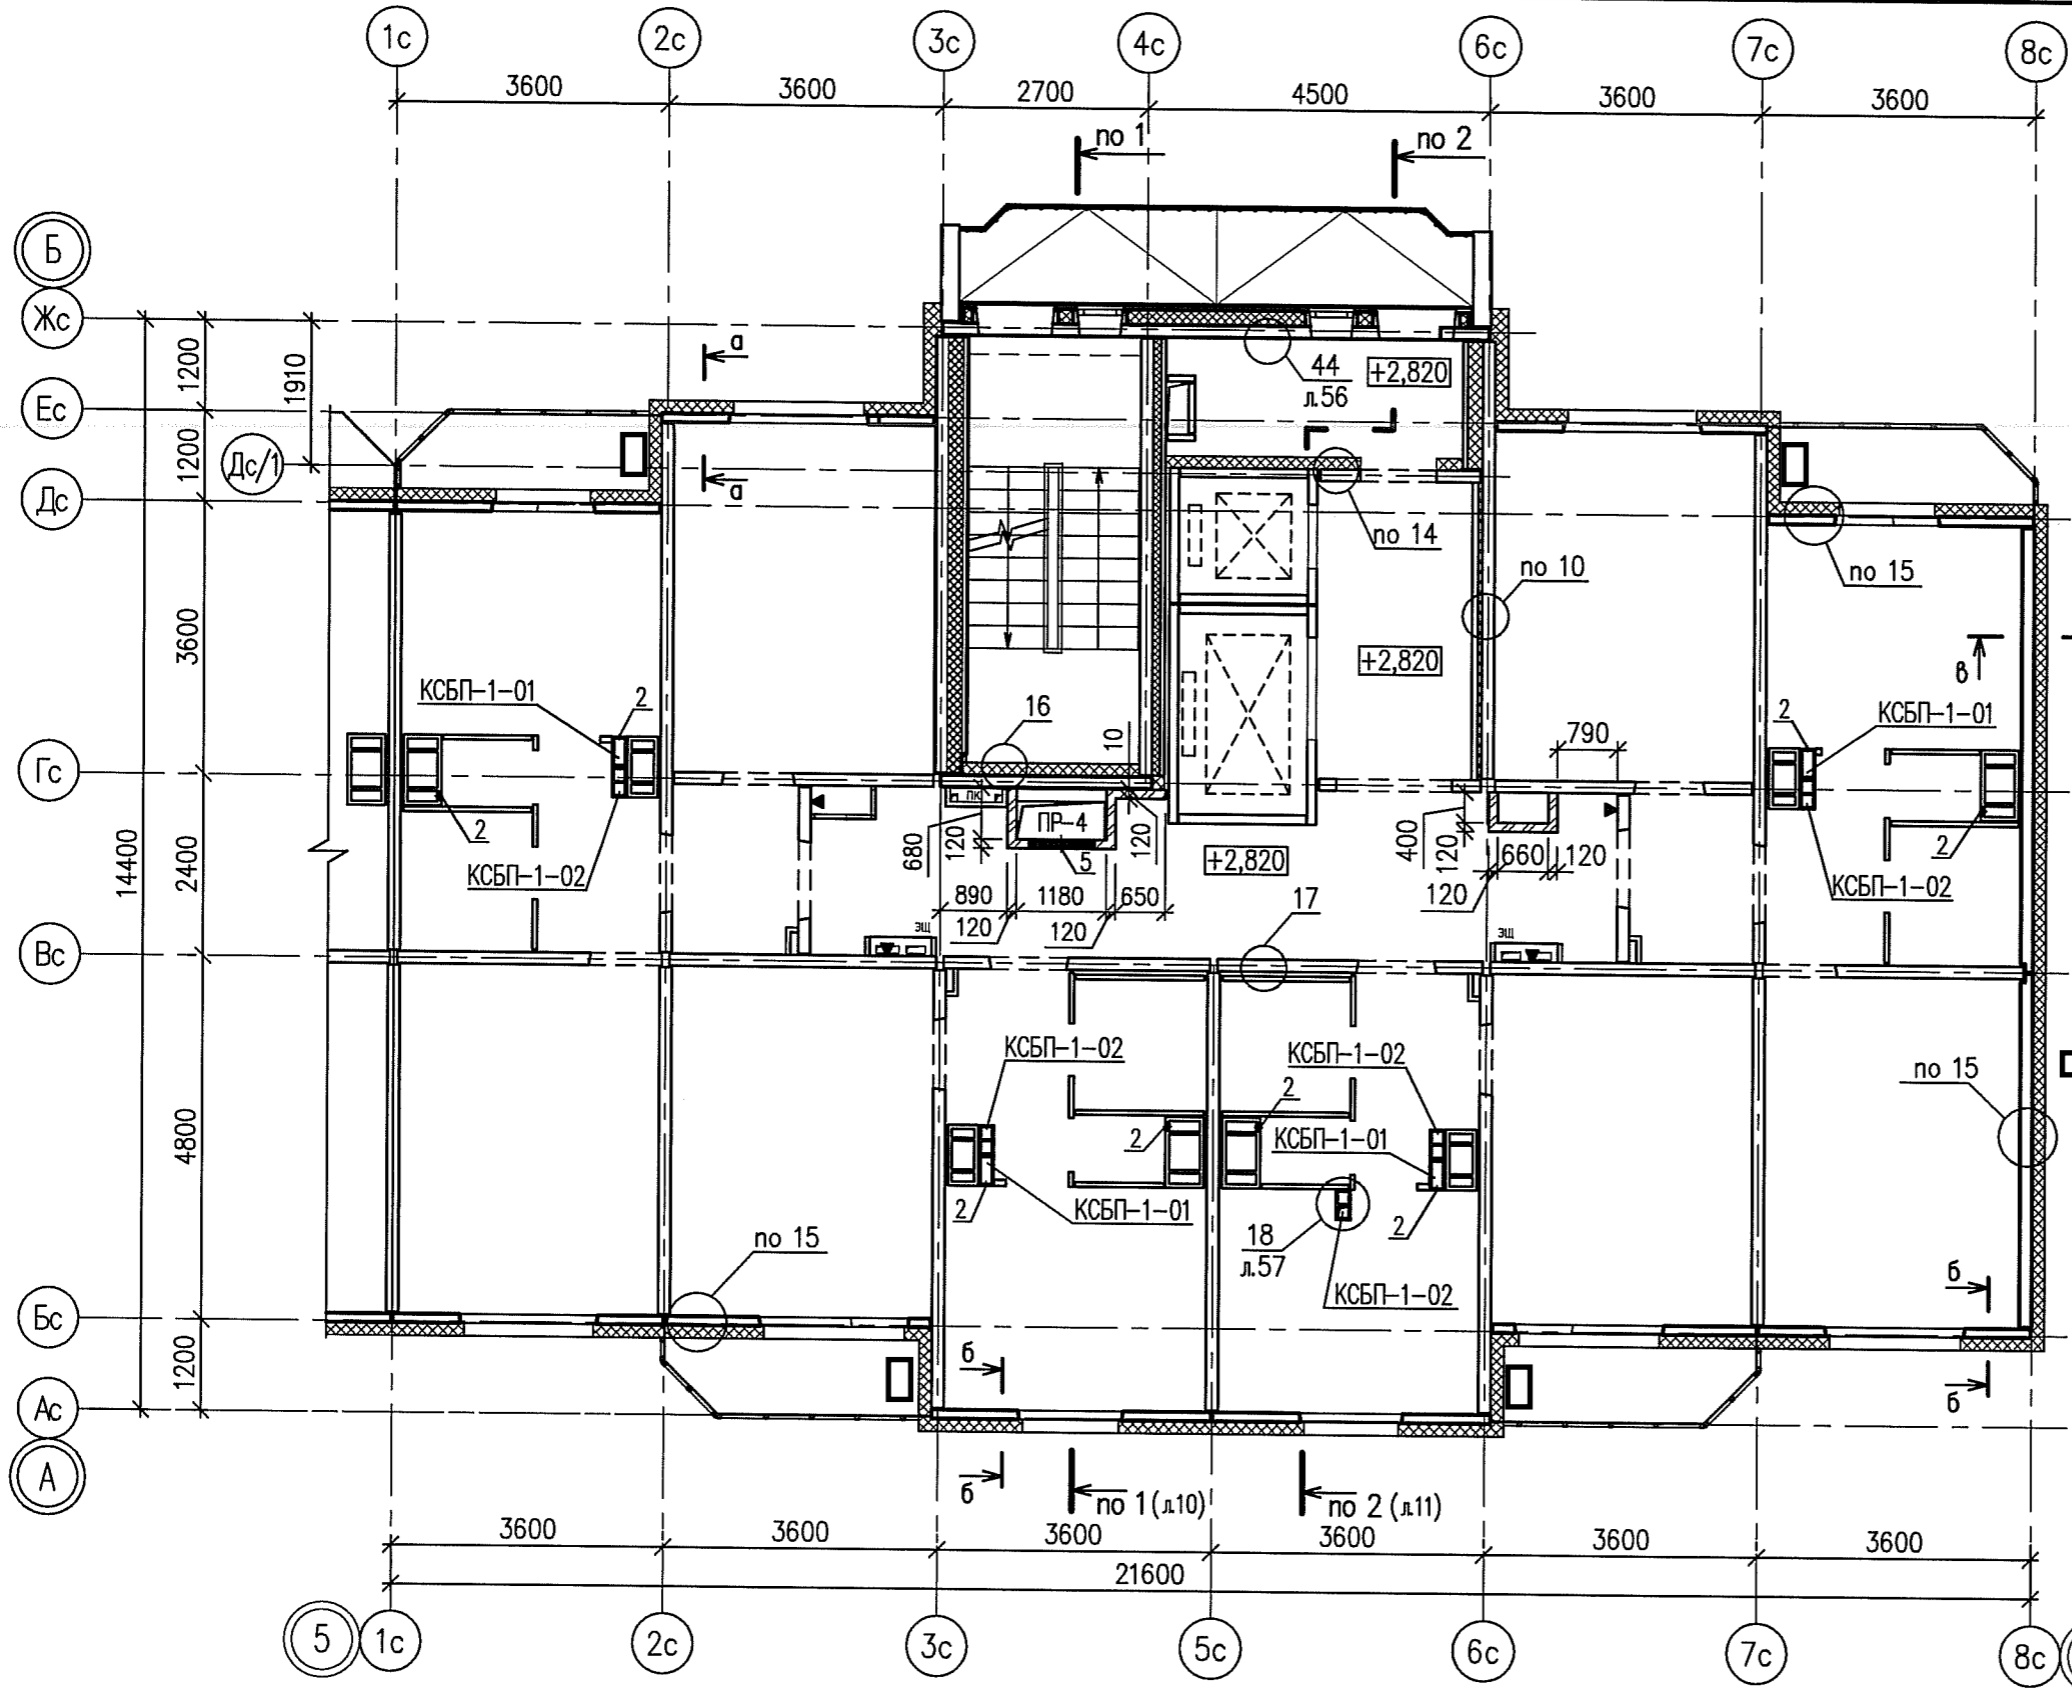 1с 2с 3с 4с 6с 7с 8с
3600 3600 2700 4500 3600 3600
по 1 по 2
Б
Жс
1200
1910
а
44
л.56
+2,820
Ес
1200
Дс/1
а
Дс
по 14
по 10
по 15
3600
+2,820
в
КСБП-1-01
2
16
10
790
2
КСБП-1-01
Гс
ПК
ПР-4
2
680
120
120
400
120
660
120
5
+2,820
2
14400
2400
КСБП-1-02
КСБП-1-02
890 1180 650
120
120 120
17
ЭЩ
ЭЩ
Вс
КСБП-1-02
КСБП-1-02
2
по 15
4800
2
КСБП-1-01
2
КСБП-1-01
2
18
л.57
по 15
КСБП-1-02
б
Бс
1200
б
б
Ас
А
б
по 1 (л.10)
по 2 (л.11)
3600 3600 3600 3600 3600 3600
21600
5 1с 2с 3с 5с 6с 7с 8с